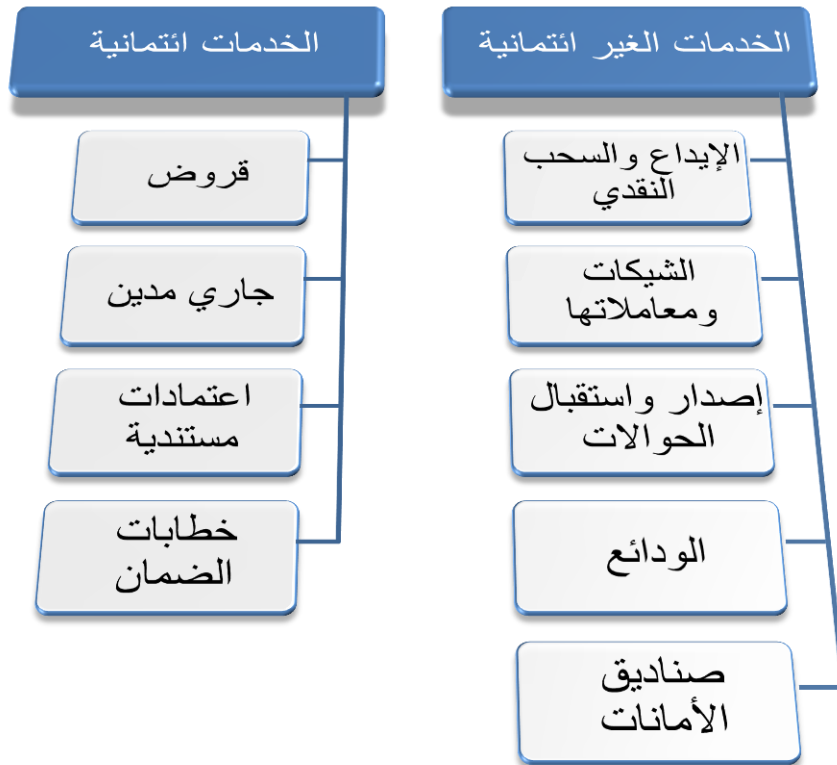 الخدمات الغير ائتمانية
الإيداع والسحب
النقدي
الشيكات
ومعاملاتها
إصدار واستقبال
الحوالات
الودائع
صناديق
الأمانات
الخدمات ائتمانية
قروض
جاري مدين
اعتمادات
مستندية
خطابات
الضمان